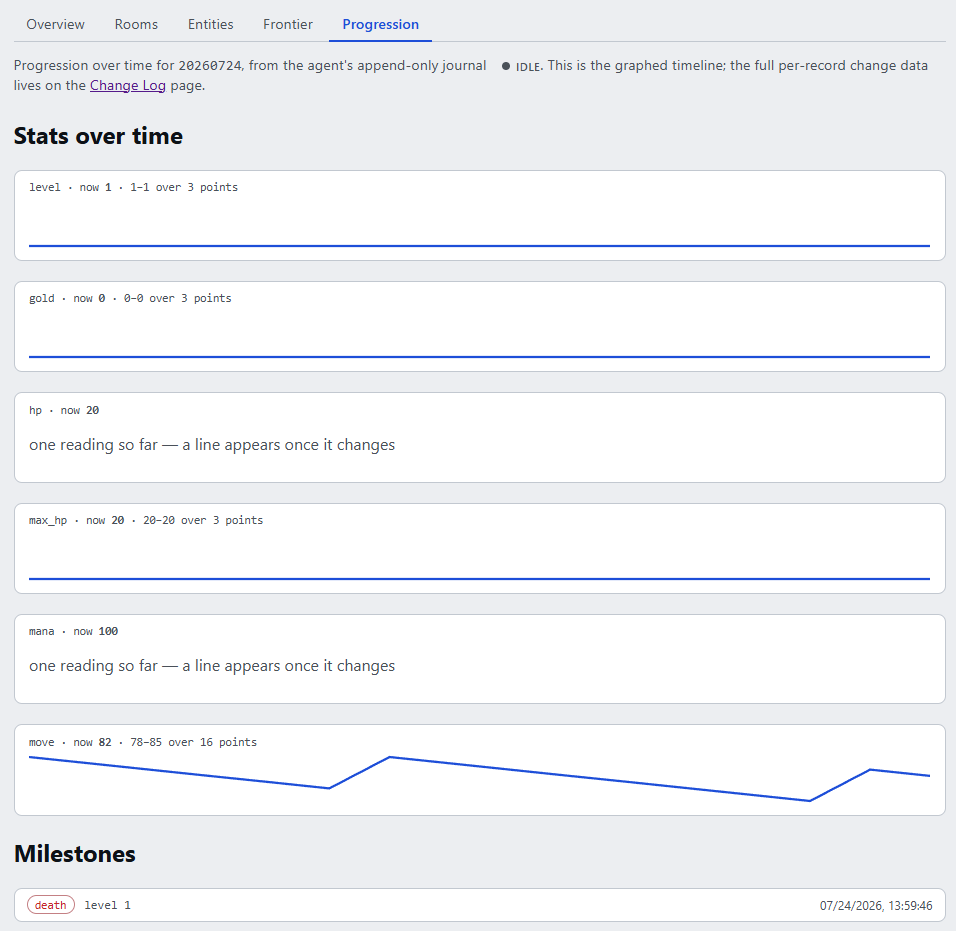 Overview Rooms Entities Frontier Progression
Progression over time for 20260724, from the agent's append-only journal ● IDLE. This is the graphed timeline; the full per-record change data
lives on the Change Log page.
Stats over time
level · now 1 · 1–1 over 3 points
gold · now 0 · 0–0 over 3 points
hp · now 20
one reading so far — a line appears once it changes
max_hp · now 20 · 20–20 over 3 points
mana · now 100
one reading so far — a line appears once it changes
move · now 82 · 78–85 over 16 points
Milestones
death level 1 07/24/2026, 13:59:46